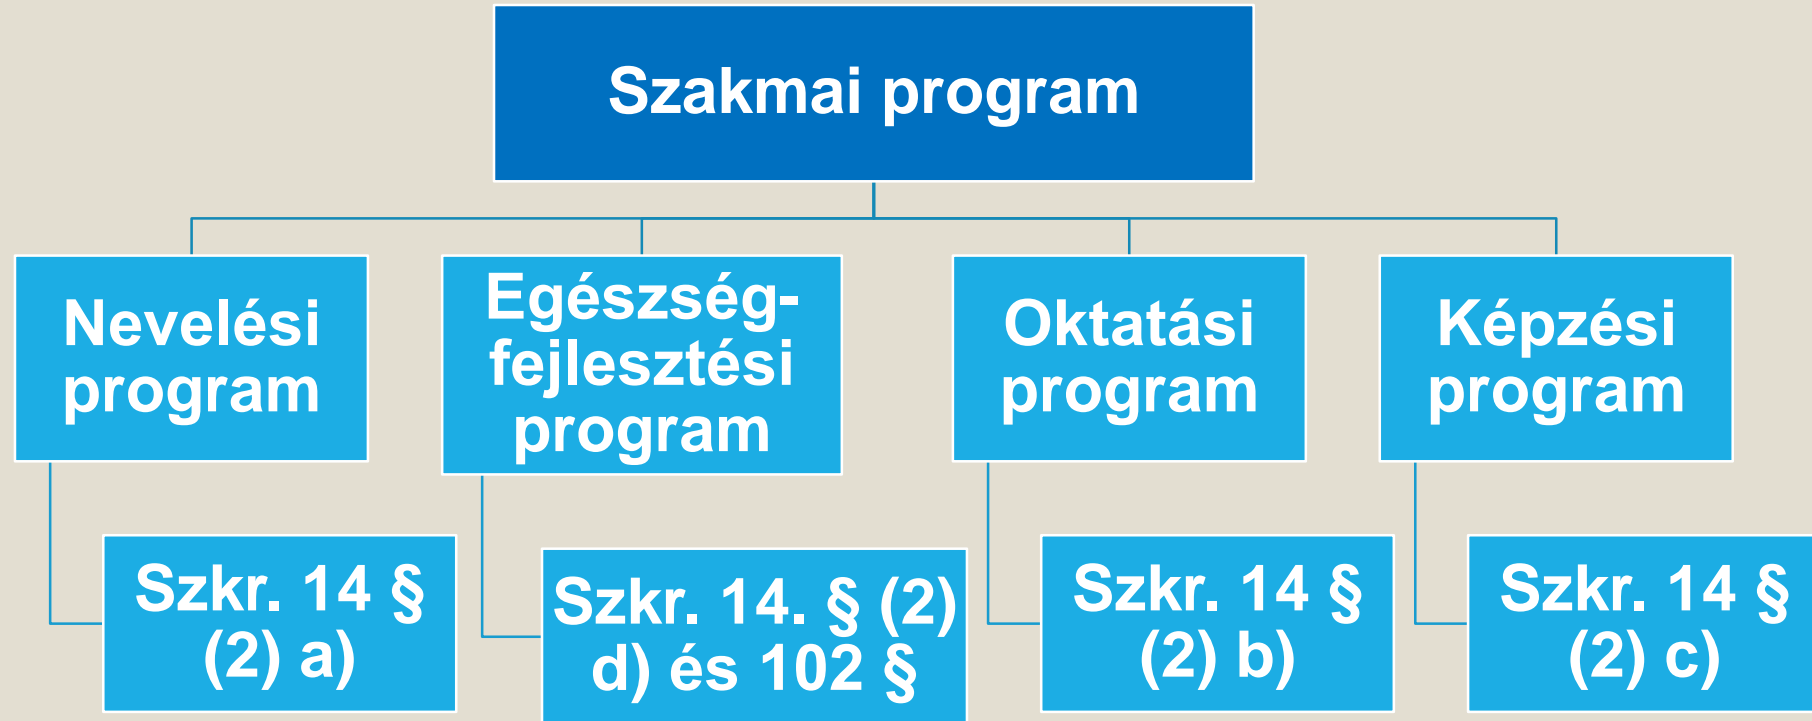 Szakmai program
Nevelési
program
Egészség-
fejlesztési
program
Oktatási
program
Képzési
program
Szkr. 14 §
(2) a)
Szkr. 14. § (2)
d) és 102 §
Szkr. 14 §
(2) b)
Szkr. 14 §
(2) c)